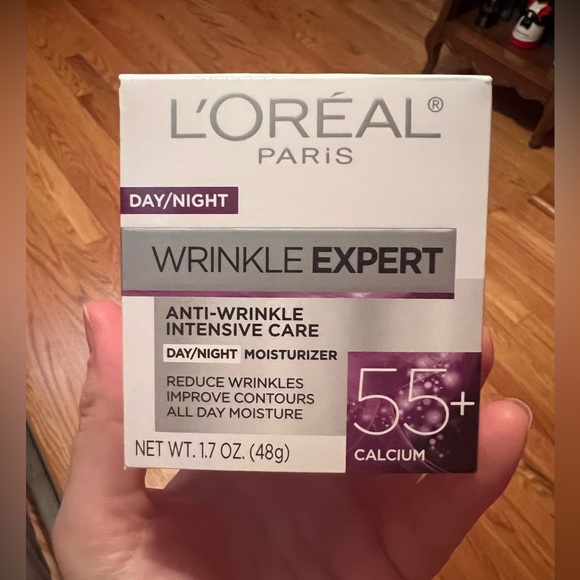 L'ORÉAL®
PARiS
DAY/NIGHT
WRINKLE EXPERT
ANTI-WRINKLE
INTENSIVE CARE
DAY/NIGHT MOISTURIZER
REDUCE WRINKLES
IMPROVE CONTOURS
ALL DAY MOISTURE
55+
CALCIUM
NET WT. 1.7 OZ. (48g)